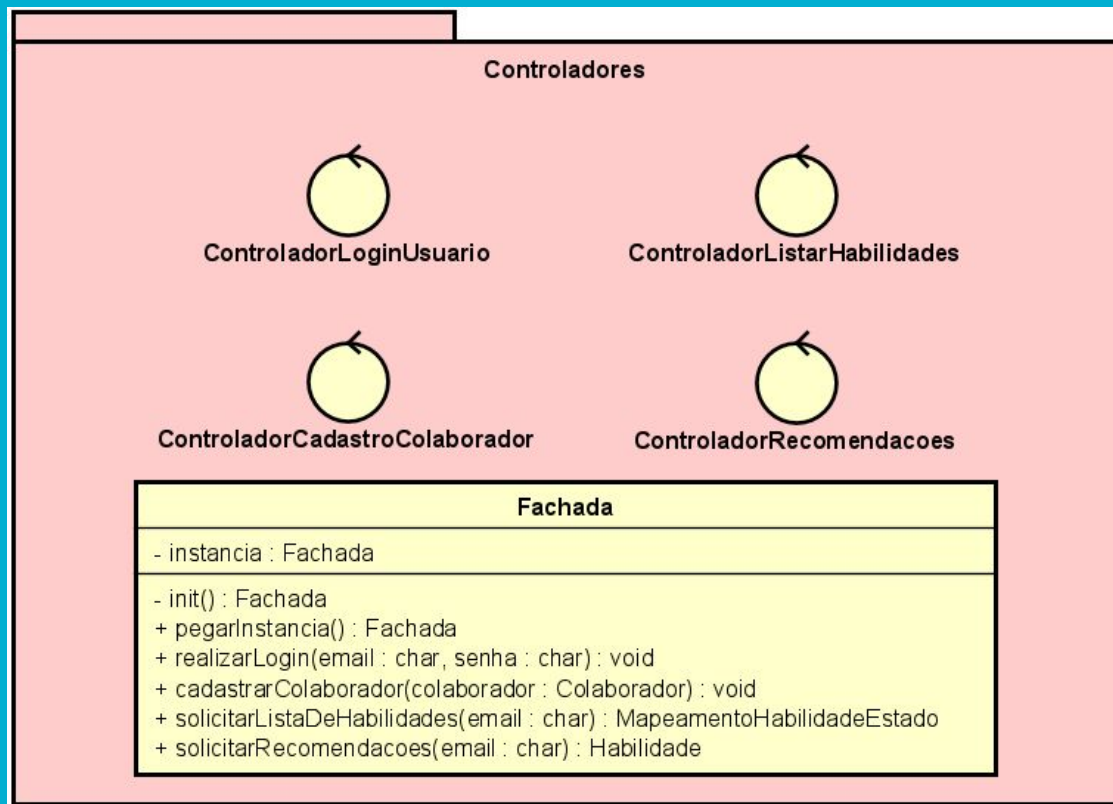 Controladores
ControladorLoginUsuario
ControladorListarHabilidades
ControladorCadastroColaborador
ControladorRecomendacoes
Fachada
- instancia : Fachada
- init() : Fachada
+ pegarInstancia() : Fachada
+ realizarLogin(email : char, senha : char) : void
+ cadastrarColaborador(colaborador : Colaborador) : void
+ solicitarListaDeHabilidades(email : char) : MapeamentoHabilidadeEstado
+ solicitarRecomendacoes(email : char) : Habilidade